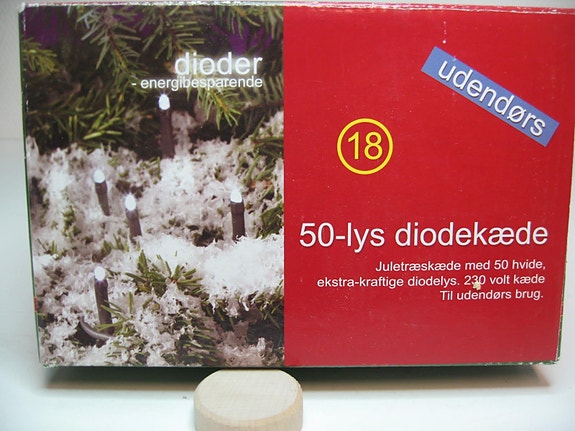 dioder
- energibesparende
udendørs
18
50-lys diodekæde
Juletræskæde med 50 hvide,
ekstra-kraftige diodelys. 230 volt kæde
Til udendørs brug.